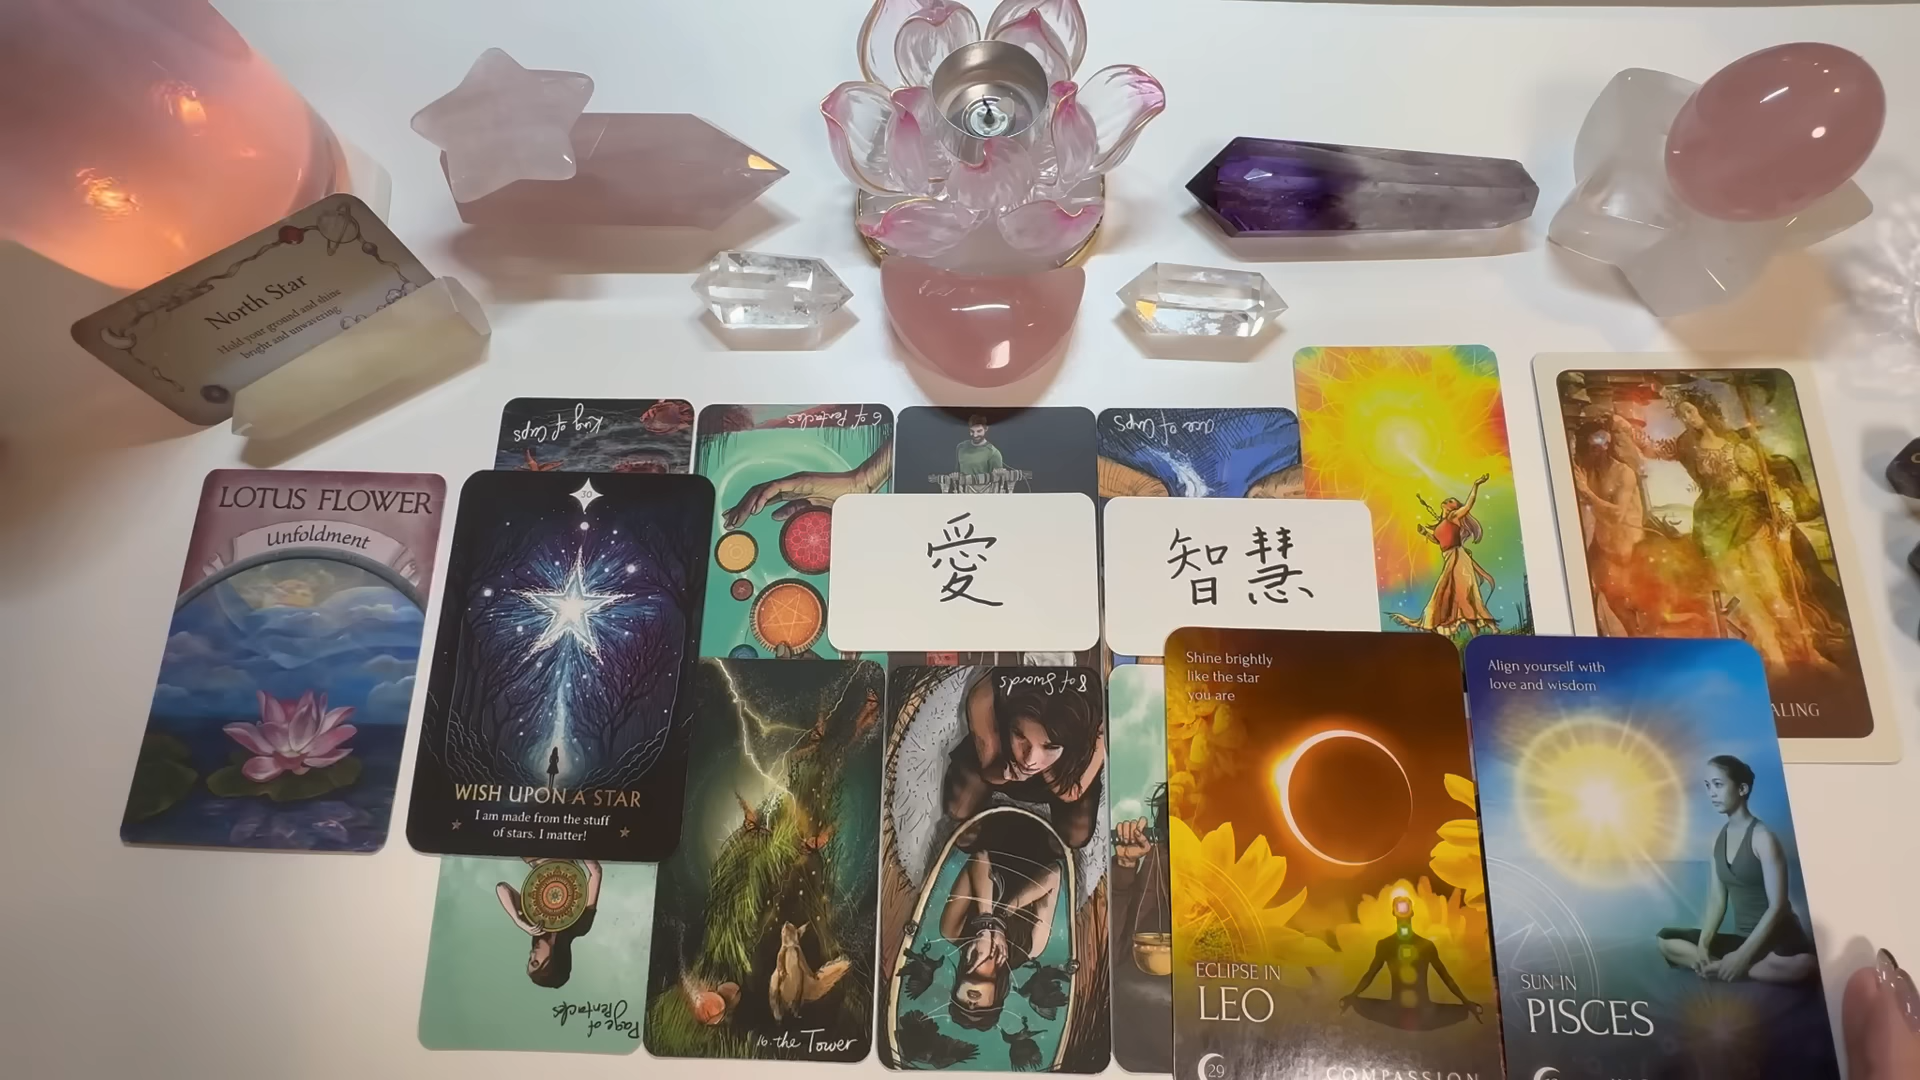 North Star
Hold your ground and shine
bright and unwavering.
King of Cups
6 of Pentacles
Ace of Cups
LOTUS FLOWER
Unfoldment
30
WISH UPON A STAR
I am made from the stuff
of stars. I matter!
愛
智慧
Page of
Pentacles
16. the Tower
8 of Swords
Shine brightly
like the star
you are
ECLIPSE IN
LEO
29
COMPASSION
Align yourself with
love and wisdom
SUN IN
PISCES
ALING